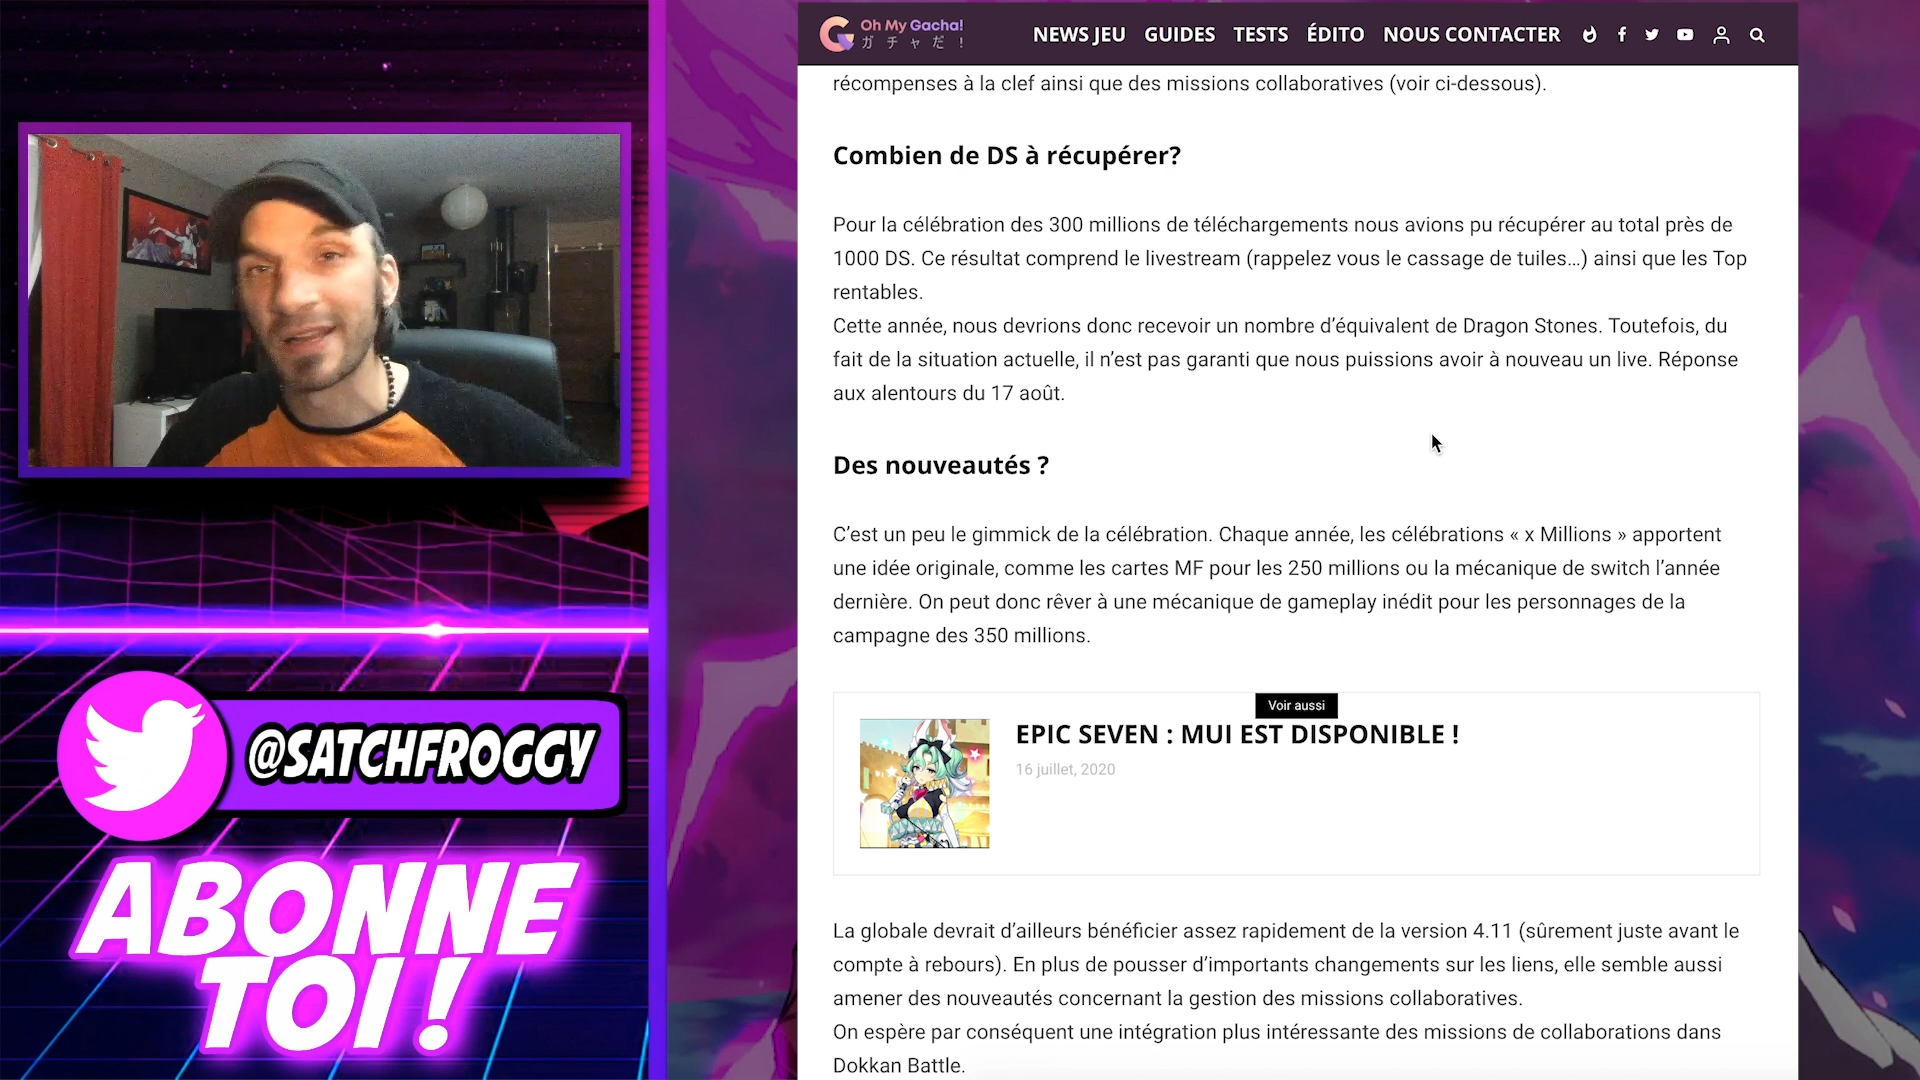 Oh My Gacha!
ガチャだ!
NEWS JEU GUIDES TESTS ÉDITO NOUS CONTACTER
récompenses à la clef ainsi que des missions collaboratives (voir ci-dessous).
Combien de DS à récupérer?
Pour la célébration des 300 millions de téléchargements nous avions pu récupérer au total près de
1000 DS. Ce résultat comprend le livestream (rappelez vous le cassage de tuiles…) ainsi que les Top
rentables.
Cette année, nous devrions donc recevoir un nombre d’équivalent de Dragon Stones. Toutefois, du
fait de la situation actuelle, il n’est pas garanti que nous puissions avoir à nouveau un live. Réponse
aux alentours du 17 août.
Des nouveautés ?
C’est un peu le gimmick de la célébration. Chaque année, les célébrations « x Millions » apportent
une idée originale, comme les cartes MF pour les 250 millions ou la mécanique de switch l’année
dernière. On peut donc rêver à une mécanique de gameplay inédit pour les personnages de la
campagne des 350 millions.
Voir aussi
EPIC SEVEN : MUI EST DISPONIBLE !
16 juillet, 2020
La globale devrait d’ailleurs bénéficier assez rapidement de la version 4.11 (sûrement juste avant le
compte à rebours). En plus de pousser d’importants changements sur les liens, elle semble aussi
amener des nouveautés concernant la gestion des missions collaboratives.
On espère par conséquent une intégration plus intéressante des missions de collaborations dans
Dokkan Battle.
@SATCHFROGGY
ABONNE
TOI !